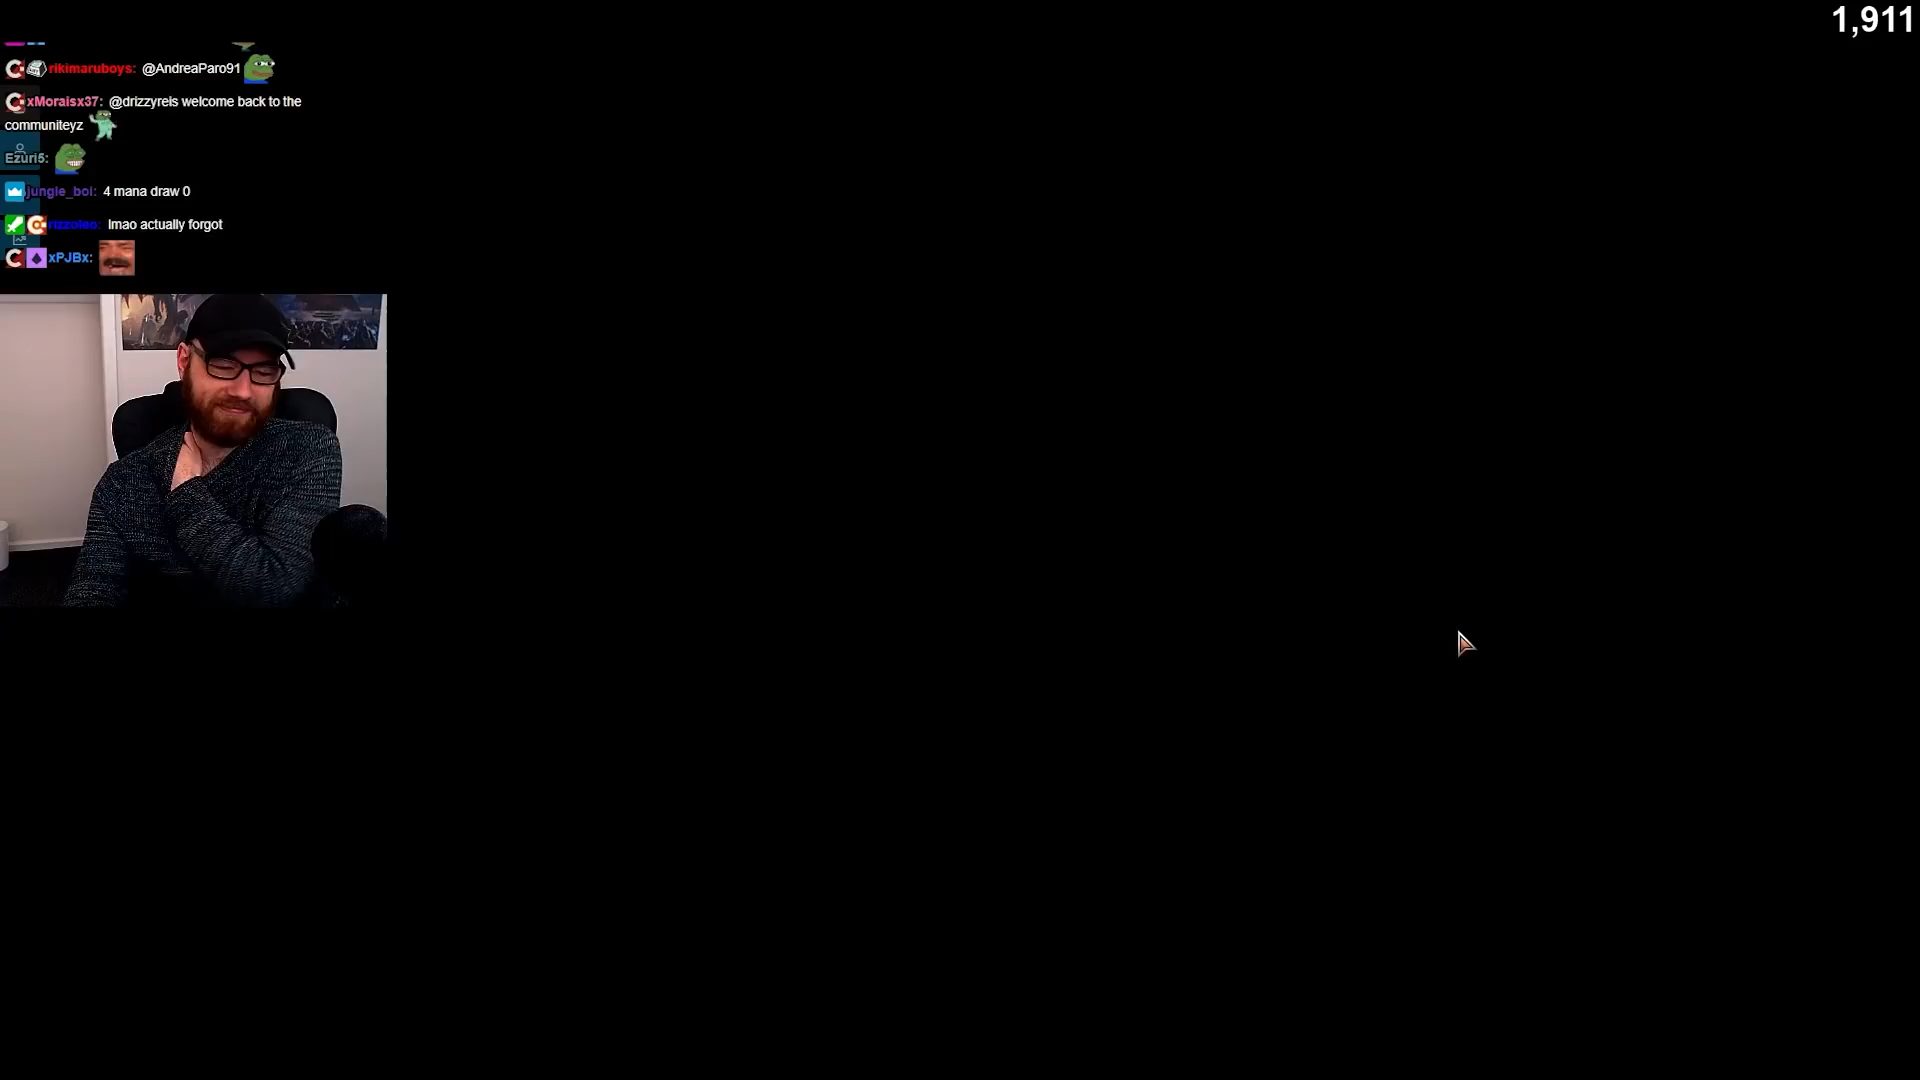 1,911
rikimaruboys: @AndreaParo91
xMoraisx37: @drizzyreis welcome back to the
communiteyz
Ezuri5:
jungle_boi: 4 mana draw 0
rizzoleo: lmao actually forgot
xPJBx: